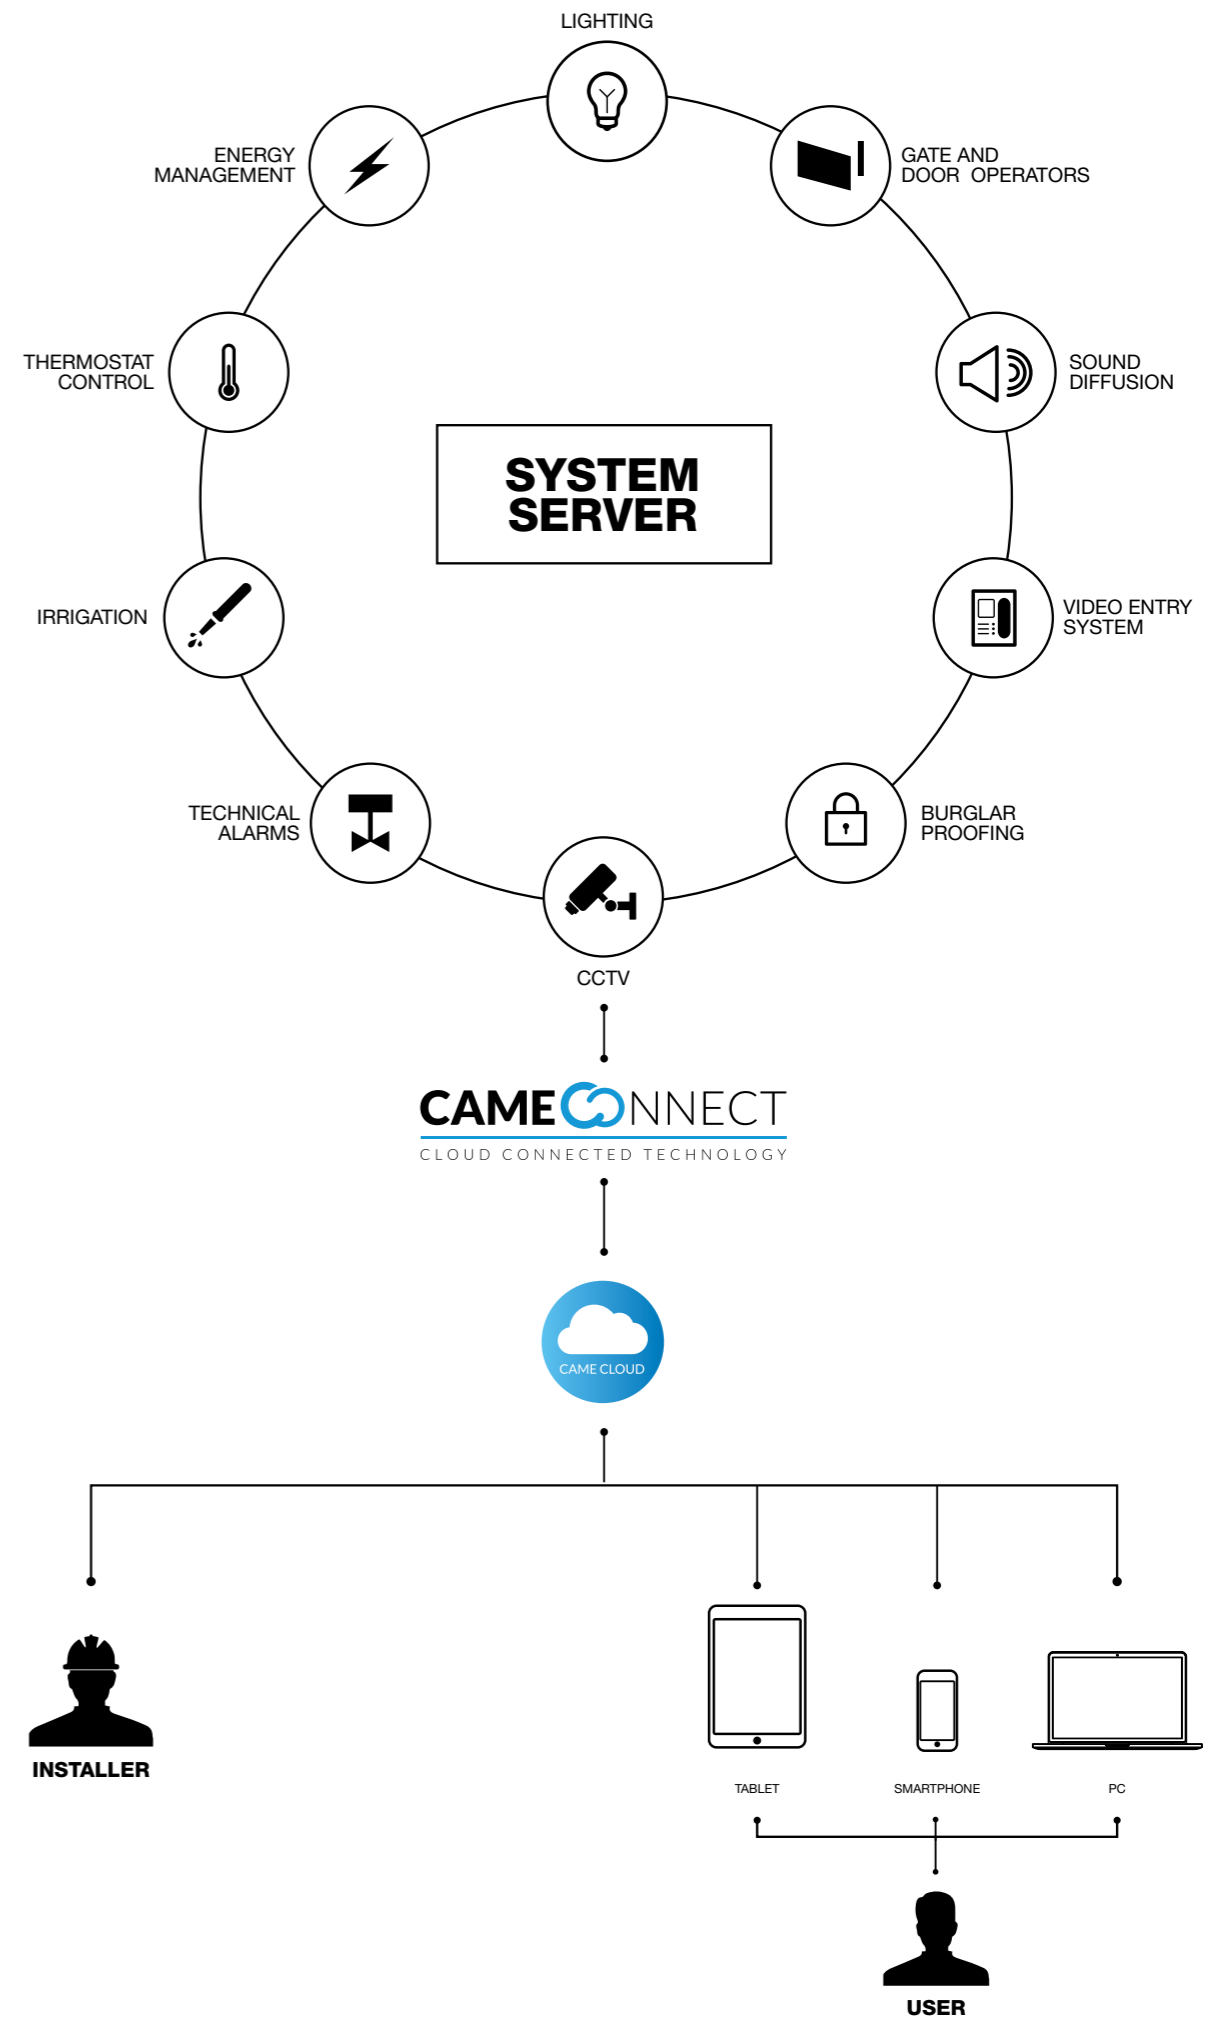 LIGHTING
ENERGY
MANAGEMENT
GATE AND
DOOR OPERATORS
THERMOSTAT
CONTROL
SOUND
DIFFUSION
SYSTEM
SERVER
IRRIGATION
VIDEO ENTRY
SYSTEM
TECHNICAL
ALARMS
BURGLAR
PROOFING
CCTV
CAMECONNECT
CLOUD CONNECTED TECHNOLOGY
CAME CLOUD
INSTALLER
TABLET
SMARTPHONE
PC
USER